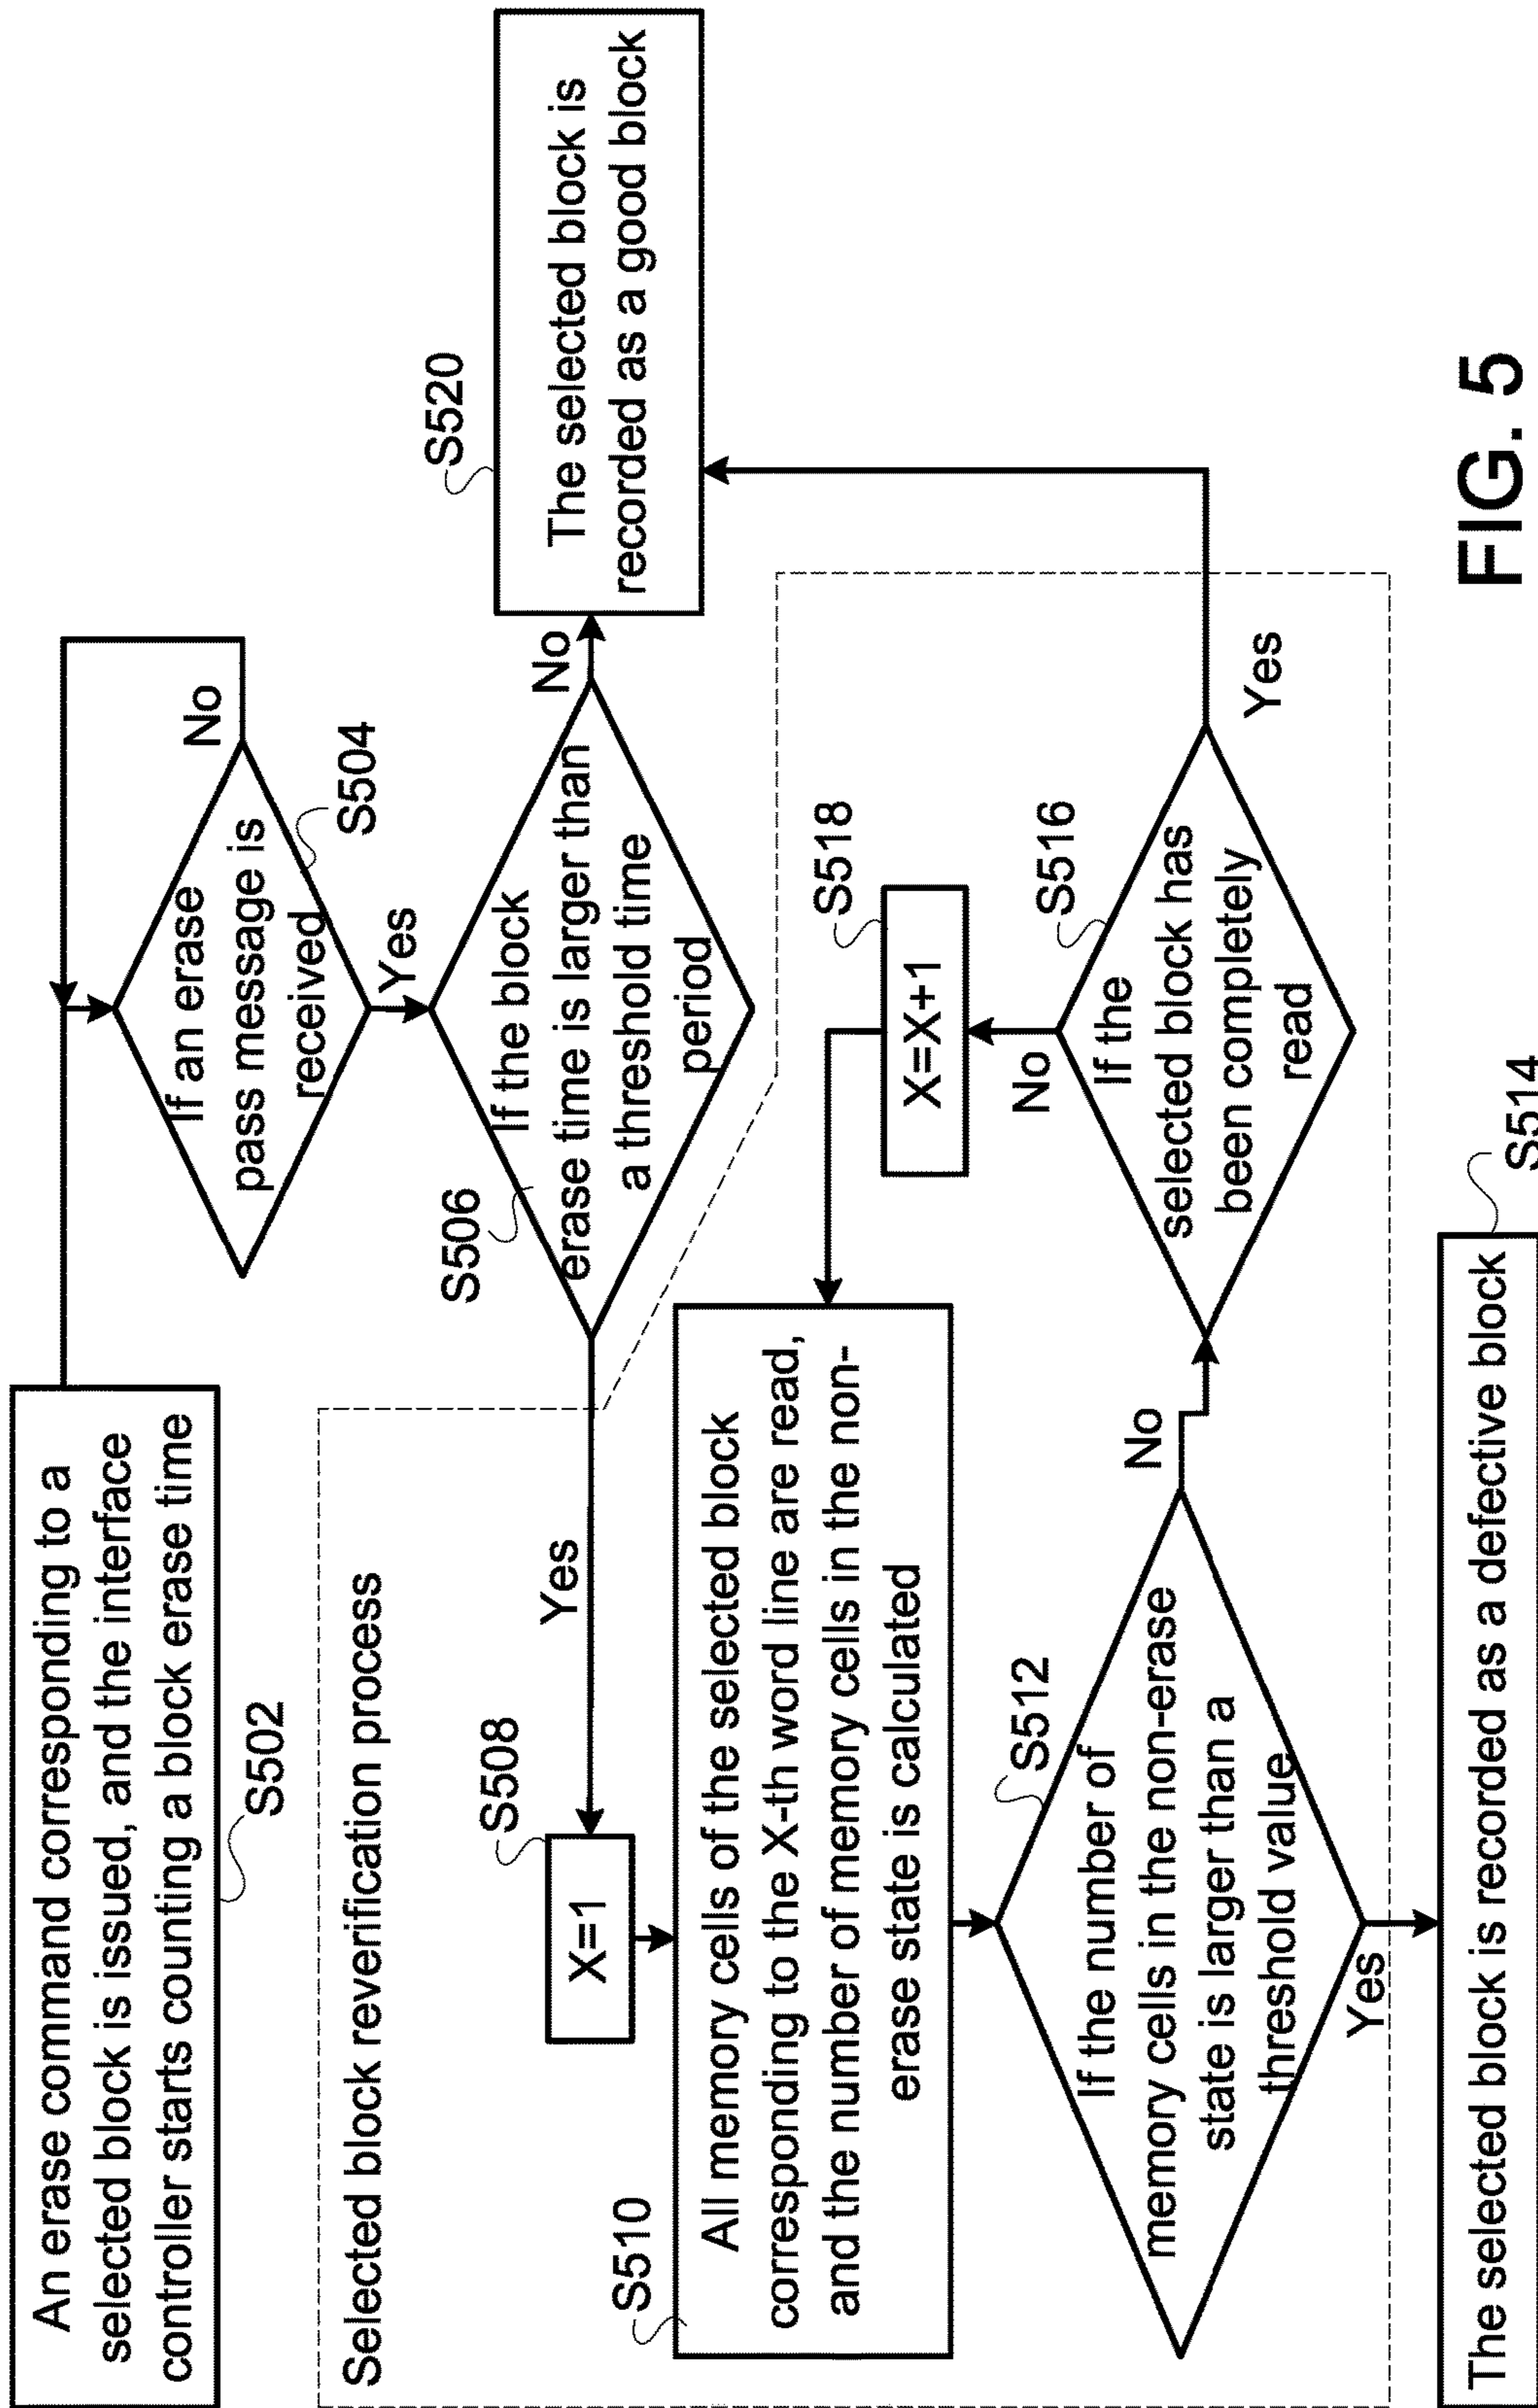 An erase command corresponding to a
selected block is issued, and the interface
controller starts counting a block erase time
S502
If an erase
pass message is
received
S504
No
Yes
If the block
erase time is larger than
a threshold time
period
S506
No
Yes
The selected block is
recorded as a good block
S520
Selected block reverification process
X=1
S508
All memory cells of the selected block
corresponding to the X-th word line are read,
and the number of memory cells in the non-
erase state is calculated
S510
If the number of
memory cells in the non-erase
state is larger than a
threshold value
S512
No
Yes
X=X+1
S518
No
If the
selected block has
been completely
read
S516
Yes
The selected block is recorded as a defective block
S514
FIG. 5